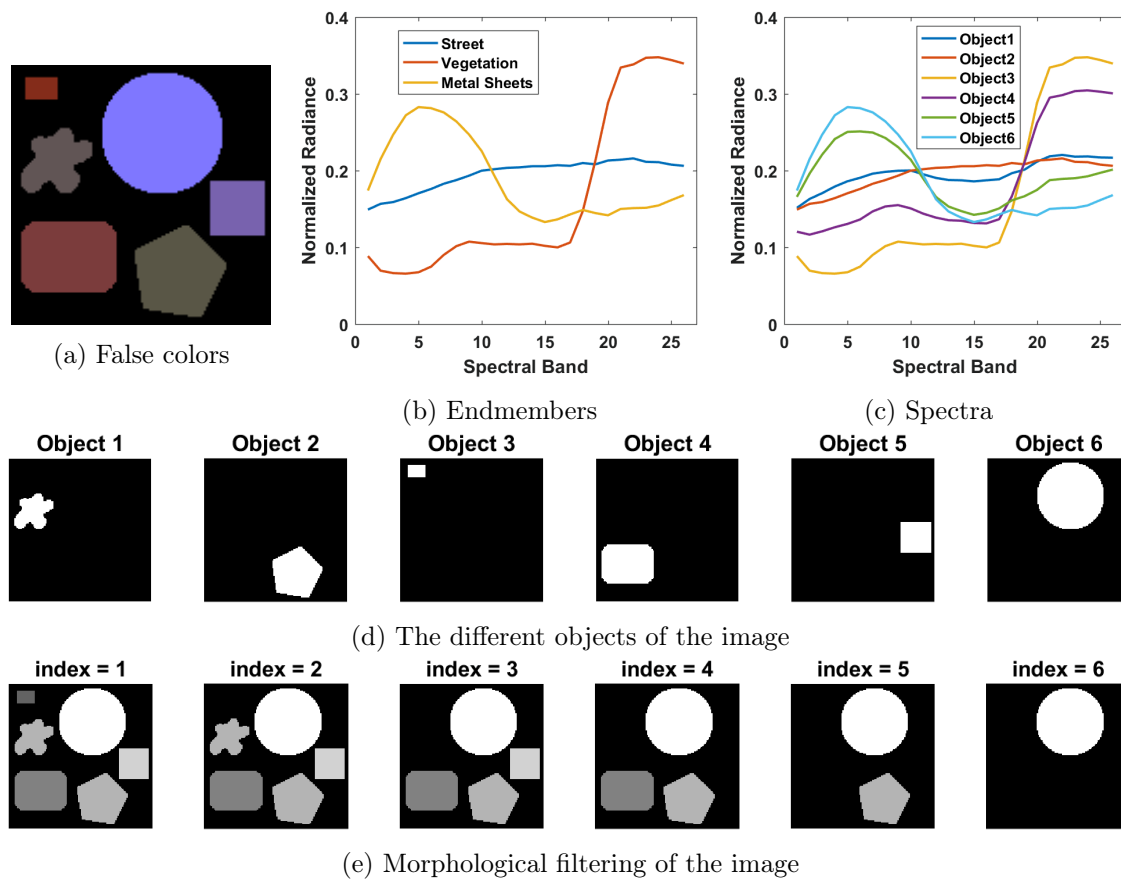 (a) False colors
0.4
0.3
0.2
0.1
0
0 5 10 15 20 25
Normalized Radiance
Spectral Band
Street
Vegetation
Metal Sheets
(b) Endmembers
0.4
0.3
0.2
0.1
0
0 5 10 15 20 25
Normalized Radiance
Spectral Band
Object1
Object2
Object3
Object4
Object5
Object6
(c) Spectra
Object 1 Object 2 Object 3 Object 4 Object 5 Object 6
(d) The different objects of the image
index = 1 index = 2 index = 3 index = 4 index = 5 index = 6
(e) Morphological filtering of the image